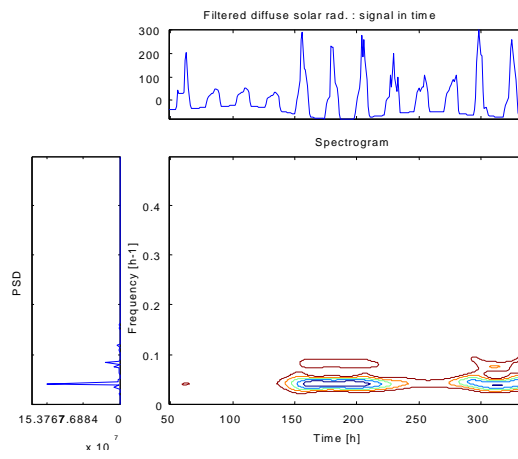 Filtered diffuse solar rad. : signal in time
300
200
100
0
Spectrogram
0.4
0.3
0.2
0.1
0
PSD
Frequency [h-1]
15.3767 7.6884 0
x 10 7
50 100 150 200 250 300
Time [h]